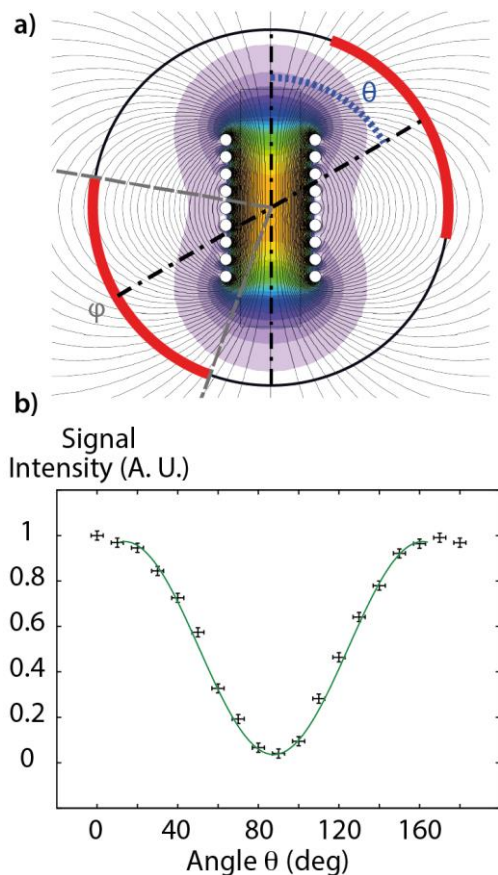 a)
θ
φ
b)
Signal
Intensity (A. U.)
1
0.8
0.6
0.4
0.2
0
0 40 80 120 160
Angle θ (deg)